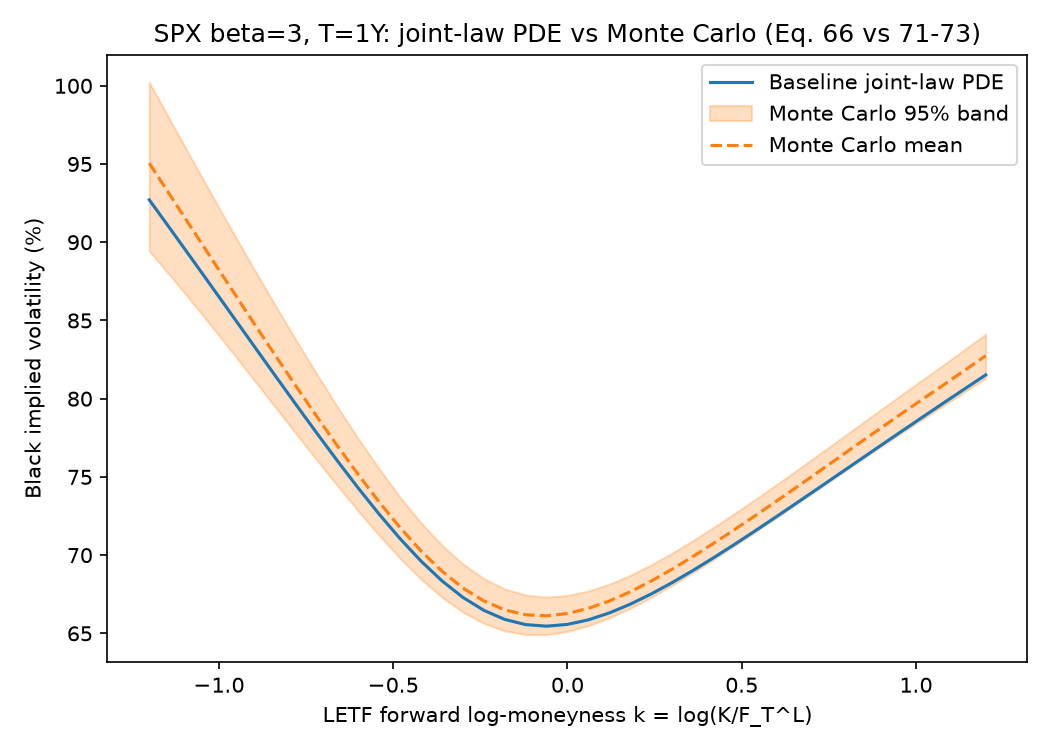 SPX beta=3, T=1Y: joint-law PDE vs Monte Carlo (Eq. 66 vs 71-73)
Baseline joint-law PDE
Monte Carlo 95% band
Monte Carlo mean
Black implied volatility (%)
100
95
90
85
80
75
70
65
−1.0
−0.5
0.0
0.5
1.0
LETF forward log-moneyness k = log(K/F_T^L)